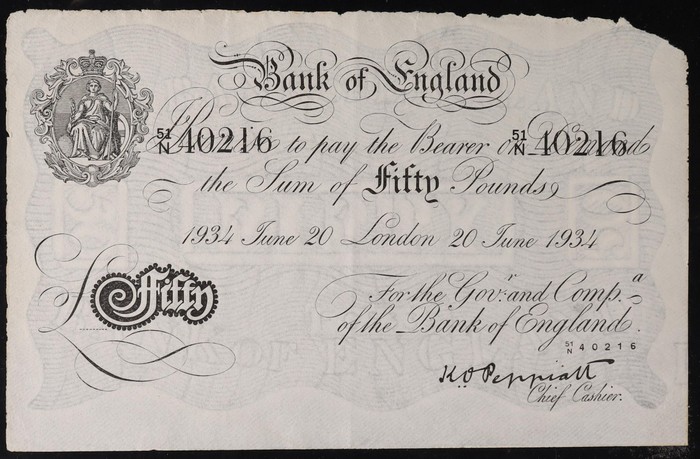 Bank of England
51/N 40216 51/N 40216
I Promise to pay the Bearer on Demand
the Sum of Fifty Pounds
1934 June 20 London 20 June 1934
£ Fifty
For the Govr. and Compa.
of the Bank of England.
51/N 40216
K.O. Peppiatt
Chief Cashier.